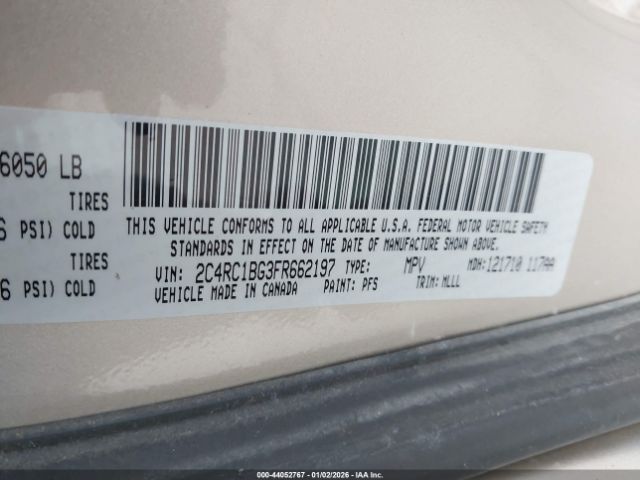 6050 LB
TIRES
PSI) COLD
TIRES
6 PSI) COLD
THIS VEHICLE CONFORMS TO ALL APPLICABLE U.S.A. FEDERAL MOTOR VEHICLE SAFETY
STANDARDS IN EFFECT ON THE DATE OF MANUFACTURE SHOWN ABOVE.
VIN: 2C4RC1BG3FR662197 TYPE: MPV MDH: 121710 117AA
VEHICLE MADE IN CANADA PAINT: PFS TRIM: MLLL
000-44052767 | 01/02/2026 | IAA Inc.